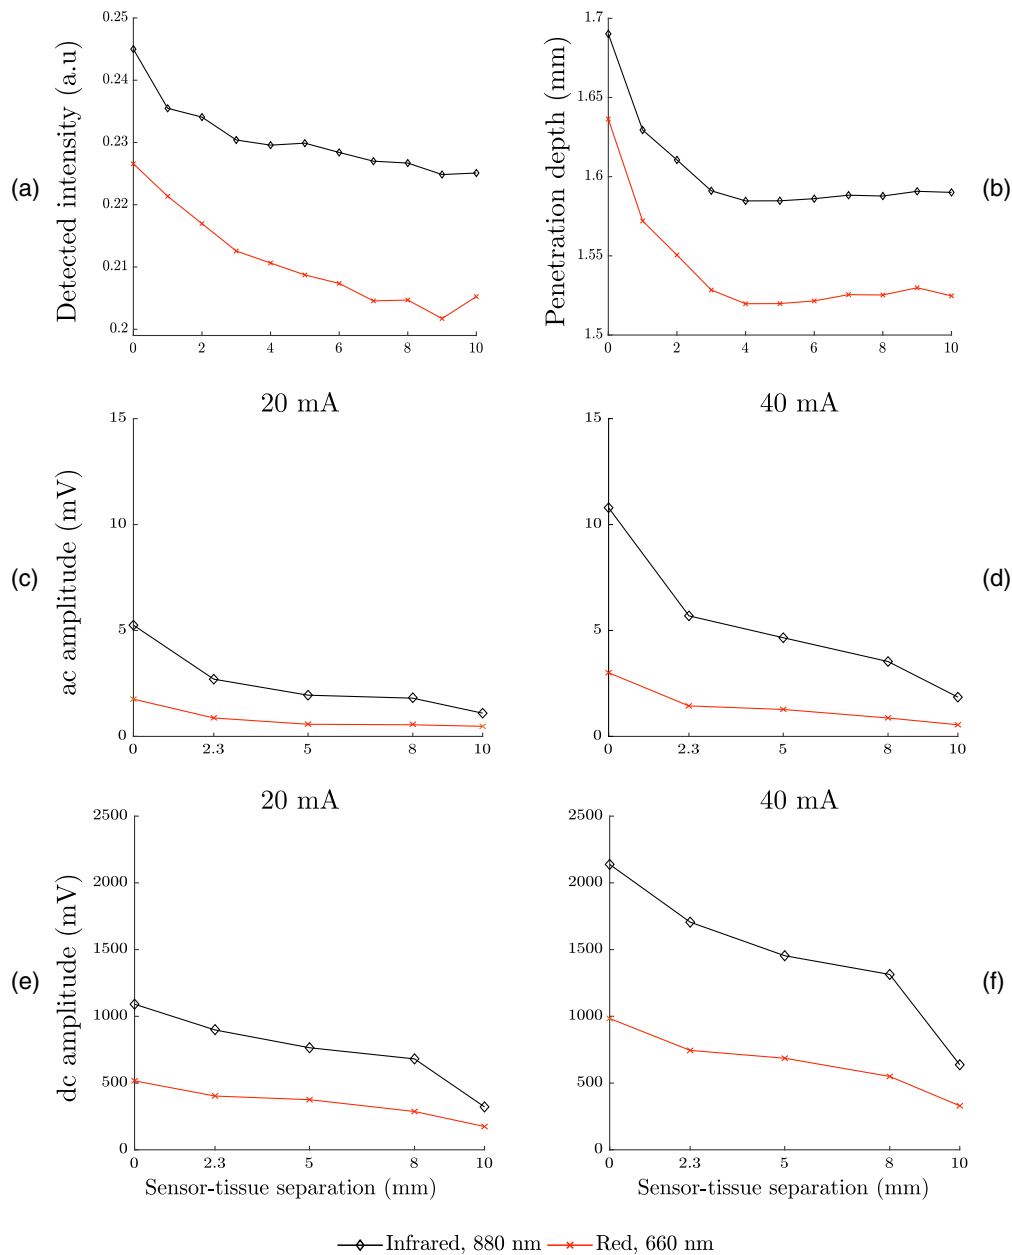 (a)
Detected intensity (a.u)
0.25
0.24
0.23
0.22
0.21
0.2
0 2 4 6 8 10
(b)
Penetration depth (mm)
1.7
1.65
1.6
1.55
1.5
0 2 4 6 8 10
20 mA
(c)
ac amplitude (mV)
15
10
5
0
0 2.3 5 8 10
40 mA
(d)
15
10
5
0
0 2.3 5 8 10
20 mA
(e)
dc amplitude (mV)
2500
2000
1500
1000
500
0
0 2.3 5 8 10
Sensor-tissue separation (mm)
40 mA
(f)
2500
2000
1500
1000
500
0
0 2.3 5 8 10
Sensor-tissue separation (mm)
Infrared, 880 nm Red, 660 nm